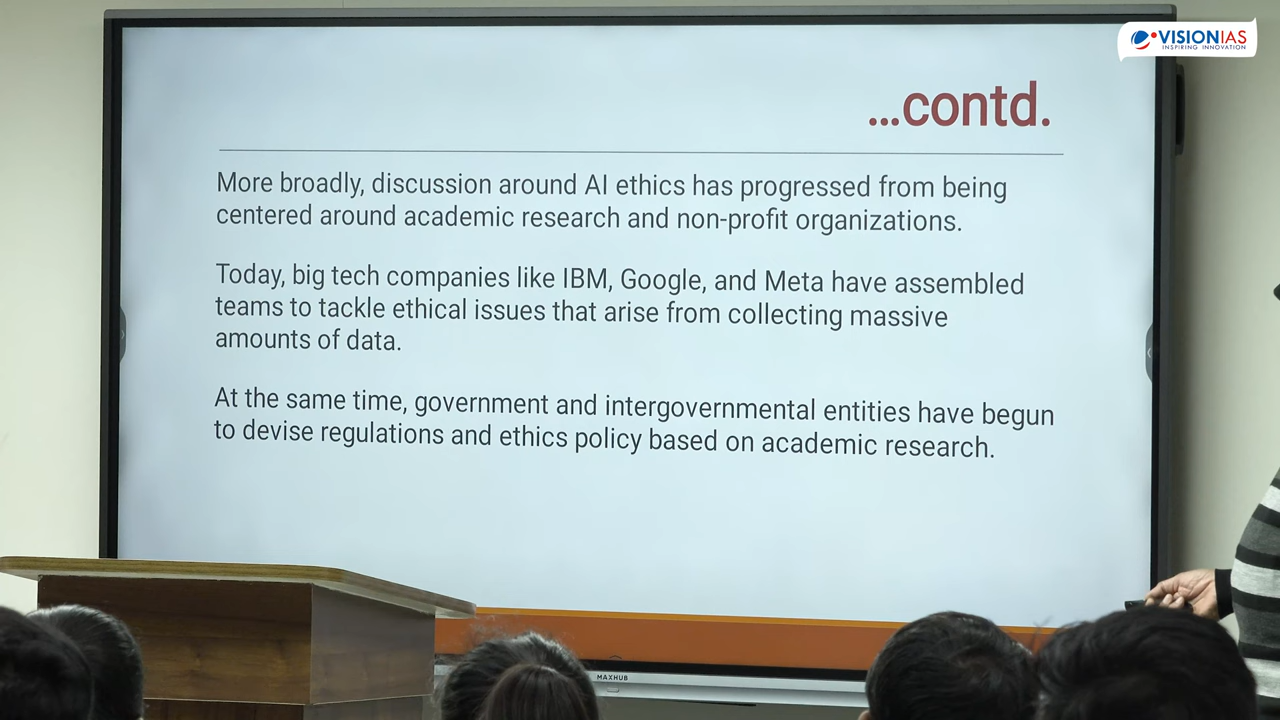 VISIONIAS
INSPIRING INNOVATION
...contd.
More broadly, discussion around AI ethics has progressed from being
centered around academic research and non-profit organizations.
Today, big tech companies like IBM, Google, and Meta have assembled
teams to tackle ethical issues that arise from collecting massive
amounts of data.
At the same time, government and intergovernmental entities have begun
to devise regulations and ethics policy based on academic research.
MAXHUB